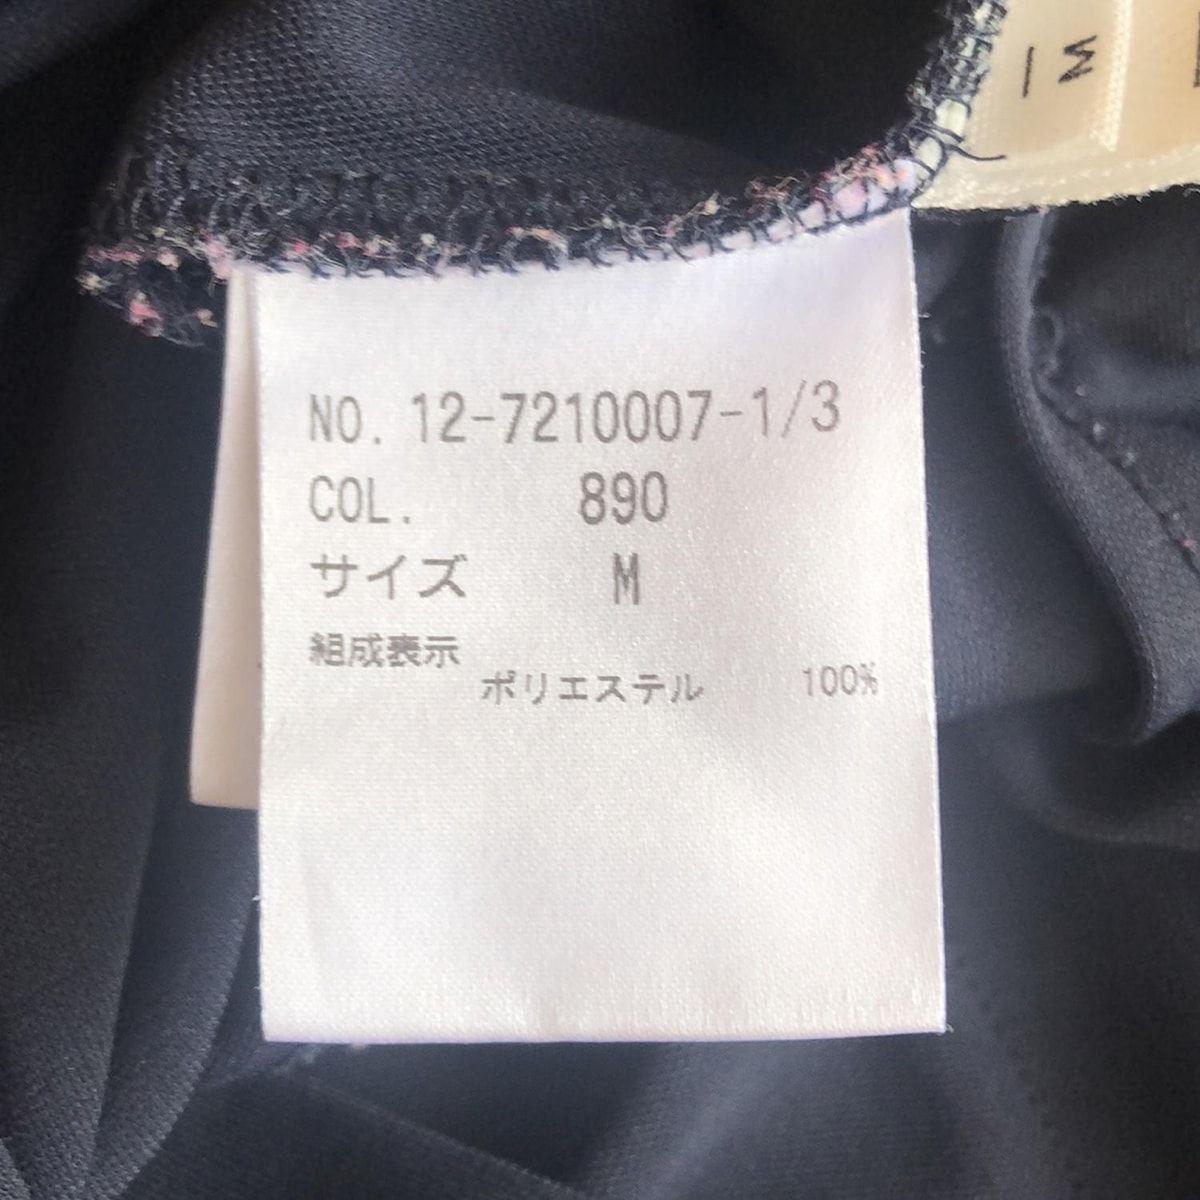 NO. 12-7210007-1/3
COL. 890
サイズ M
組成表示
ポリエステル 100%
M